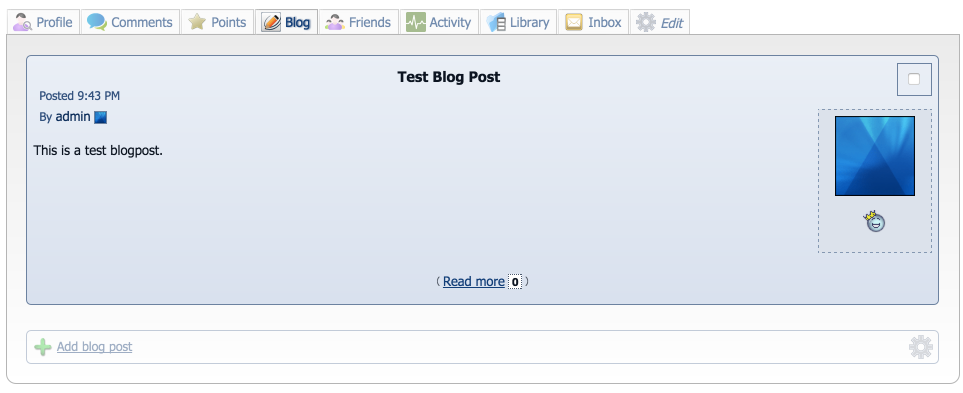 Profile Comments Points Blog Friends Activity Library Inbox Edit
Test Blog Post
Posted 9:43 PM
By admin
This is a test blogpost.
( Read more 0 )
Add blog post